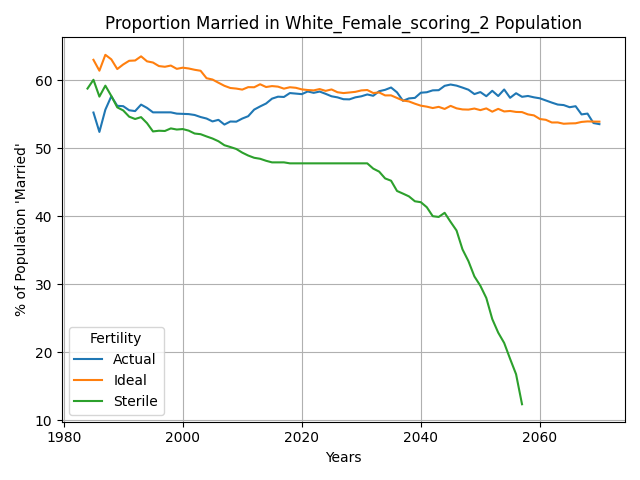 Proportion Married in White_Female_scoring_2 Population
% of Population 'Married'
60
50
40
30
20
10
Fertility
Actual
Ideal
Sterile
1980 2000 2020 2040 2060
Years